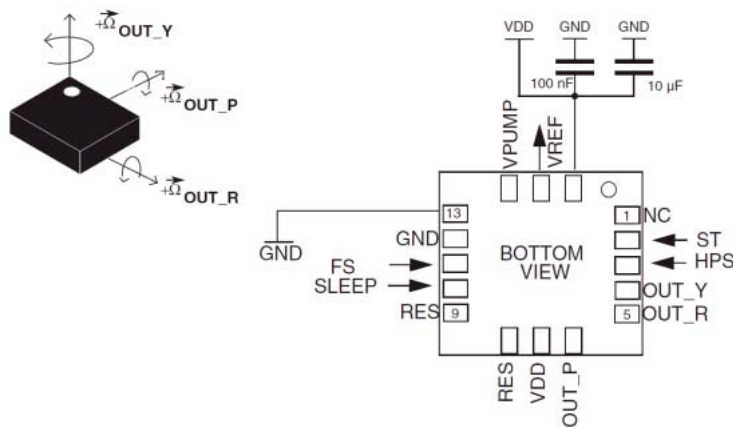 +Ω OUT_Y
+Ω OUT_P
+Ω OUT_R
VDD GND GND
100 nF 10 µF
VPUMP
VREF
13 1 NC
GND ST
GND
FS HPS
BOTTOM
VIEW
SLEEP OUT_Y
RES 9 5 OUT_R
RES
VDD
OUT_P